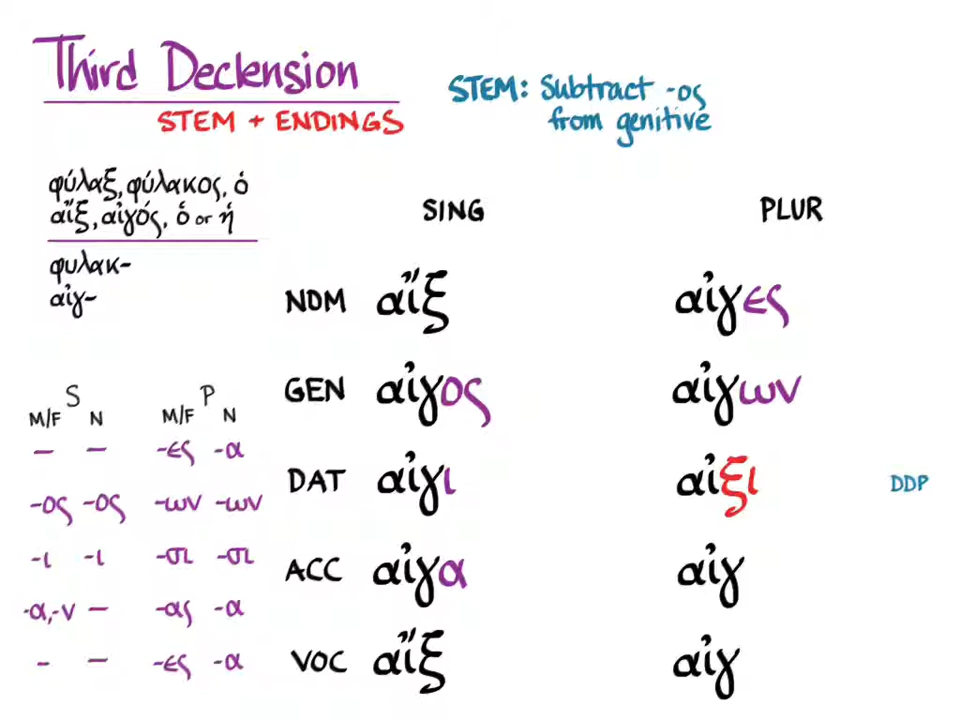 Third Declension
STEM + ENDINGS
STEM: Subtract -ος
from genitive
φύλαξ, φύλακος, ὁ
αἴξ, αἰγός, ὁ or ἡ
φυλακ-
αἰγ-
SING PLUR
NOM αἴξ αἰγες
GEN αἰγος αἰγων
DAT αἰγι αἰξι DDP
ACC αἰγα αἰγ
VOC αἴξ αἰγ
S P
M/F N M/F N
– – -ες -α
-ος -ος -ων -ων
-ι -ι -σι -σι
-α,-ν – -ας -α
- – -ες -α